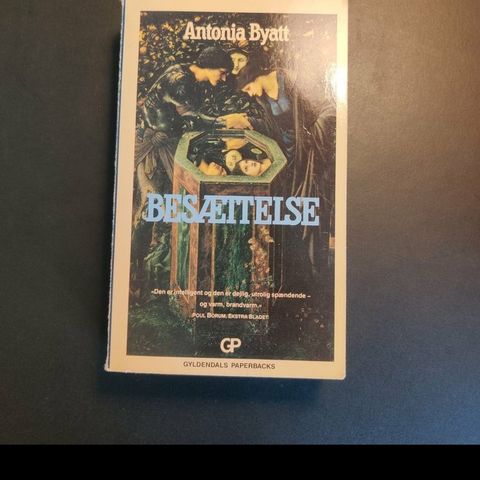 Antonia Byatt
BESÆTTELSE
»Den er intelligent og den er dejlig, utrolig spændende –
og varm, brandvarm.«
POUL BORUM, EKSTRA BLADET
GP
GYLDENDALS PAPERBACKS